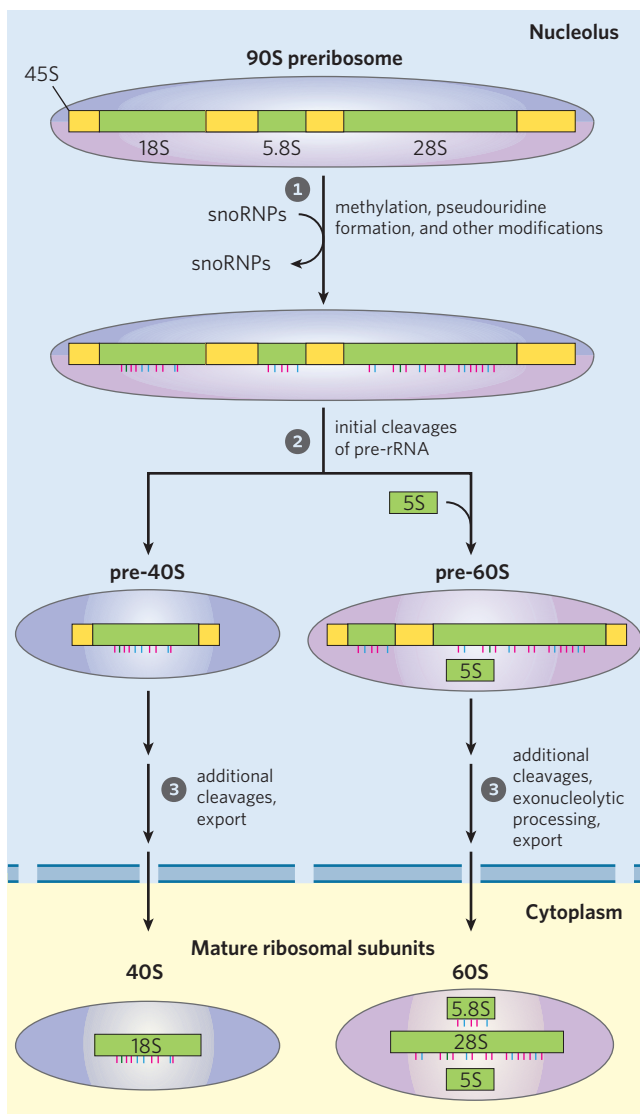 Nucleolus
90S preribosome
45S
18S
5.8S
28S
1
snoRNPs
snoRNPs
methylation, pseudouridine
formation, and other modifications
2
initial cleavages
of pre-rRNA
5S
pre-40S
pre-60S
5S
3
additional
cleavages,
export
3
additional
cleavages,
exonucleolytic
processing,
export
Cytoplasm
Mature ribosomal subunits
40S
60S
18S
5.8S
28S
5S